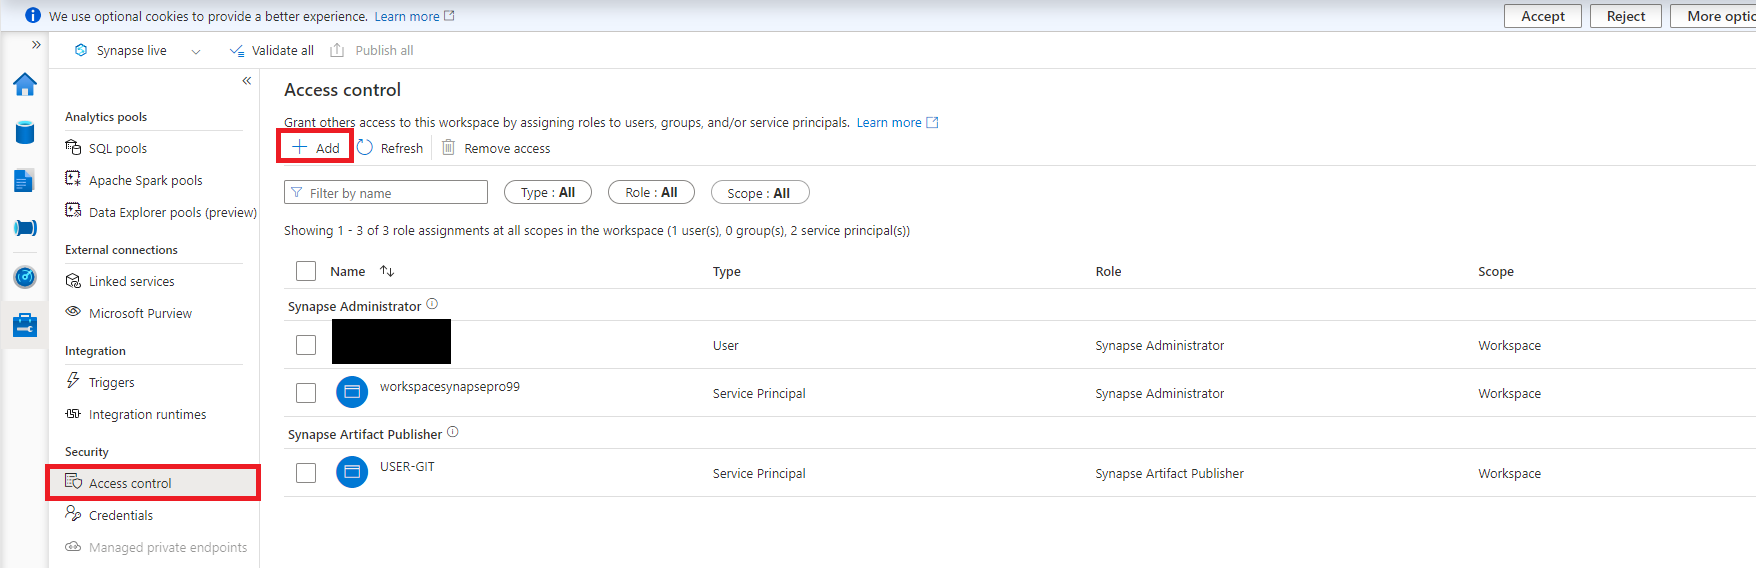 We use optional cookies to provide a better experience. Learn more
Accept
Reject
More optio
Synapse live
Validate all
Publish all
Analytics pools
SQL pools
Apache Spark pools
Data Explorer pools (preview)
External connections
Linked services
Microsoft Purview
Integration
Triggers
Integration runtimes
Security
Access control
Credentials
Managed private endpoints
Access control
Grant others access to this workspace by assigning roles to users, groups, and/or service principals. Learn more
Add
Refresh
Remove access
Filter by name
Type : All
Role : All
Scope : All
Showing 1 - 3 of 3 role assignments at all scopes in the workspace (1 user(s), 0 group(s), 2 service principal(s))
Name Type Role Scope
Synapse Administrator
User Synapse Administrator Workspace
workspacesynapsepro99 Service Principal Synapse Administrator Workspace
Synapse Artifact Publisher
USER-GIT Service Principal Synapse Artifact Publisher Workspace